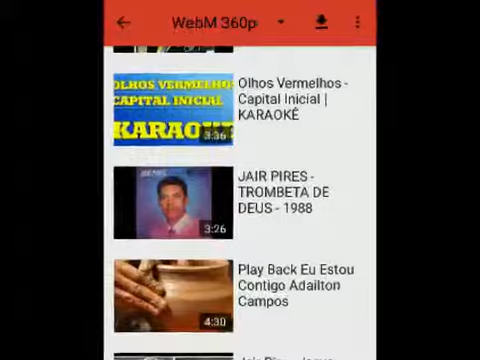 WebM 360p
OLHOS VERMELHOS
CAPITAL INICIAL
KARAOKÊ
3:36
Olhos Vermelhos -
Capital Inicial |
KARAOKÊ
3:26
JAIR PIRES -
TROMBETA DE
DEUS - 1988
4:30
Play Back Eu Estou
Contigo Adailton
Campos